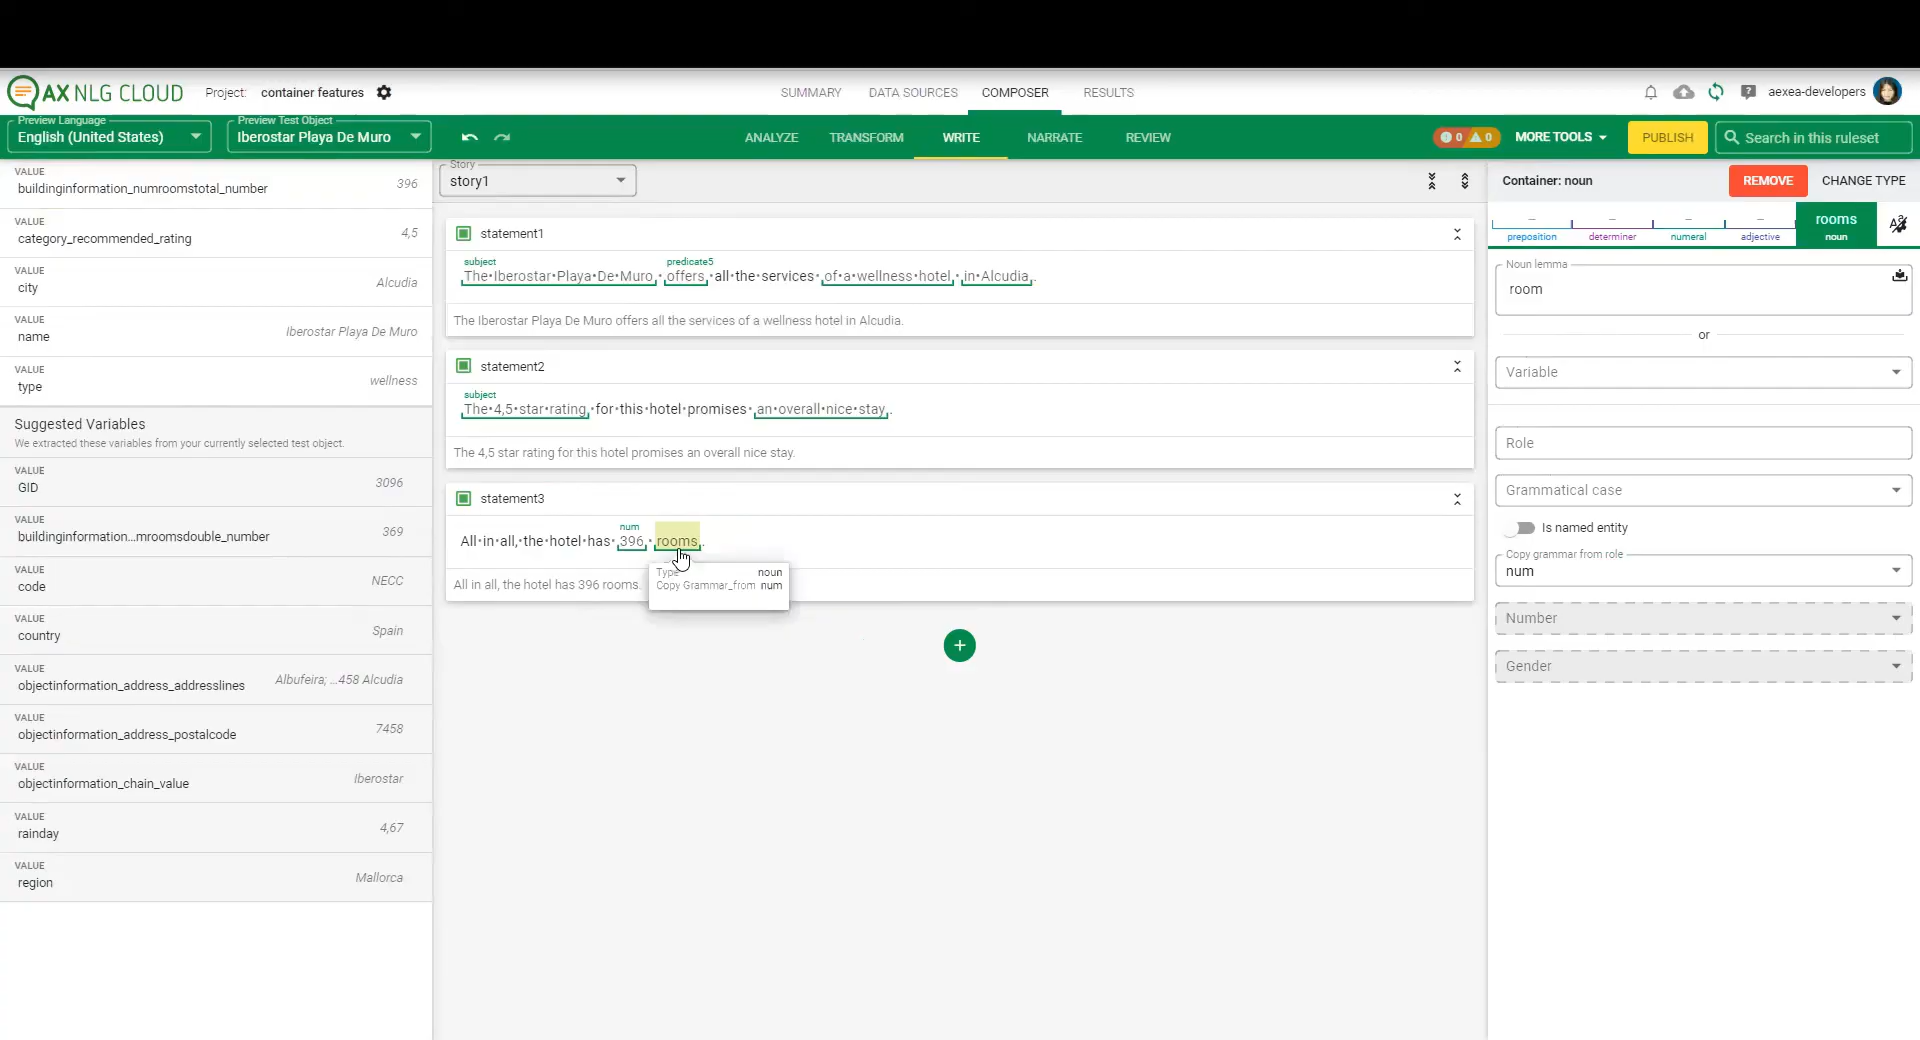 AX NLG CLOUD
Project: container features
SUMMARY
DATA SOURCES
COMPOSER
RESULTS
aexea-developers
Preview Language
English (United States)
Preview Test Object
Iberostar Playa De Muro
ANALYZE
TRANSFORM
WRITE
NARRATE
REVIEW
0 0
MORE TOOLS
PUBLISH
Search in this ruleset
VALUE
buildinginformation_numroomstotal_number 396
VALUE
category_recommended_rating 4,5
VALUE
city Alcudia
VALUE
name Iberostar Playa De Muro
VALUE
type wellness
Suggested Variables
We extracted these variables from your currently selected test object.
VALUE
GID 3096
VALUE
buildinginformation...mroomsdouble_number 369
VALUE
code NECC
VALUE
country Spain
VALUE
objectinformation_address_addresslines Albufeira; ...458 Alcudia
VALUE
objectinformation_address_postalcode 7458
VALUE
objectinformation_chain_value Iberostar
VALUE
rainday 4,67
VALUE
region Mallorca
Story
story1
statement1
subject predicate5
The•Iberostar•Playa•De•Muro,•offers,•all•the•services•of•a•wellness•hotel,•in•Alcudia,.
The Iberostar Playa De Muro offers all the services of a wellness hotel in Alcudia.
statement2
subject
The•4,5•star•rating,•for•this•hotel•promises•an•overall•nice•stay,.
The 4,5 star rating for this hotel promises an overall nice stay.
statement3
num
All•in•all,•the•hotel•has•396,•rooms,.
All in all, the hotel has 396 rooms.
Type noun
Copy Grammar_from num
+
Container: noun
REMOVE
CHANGE TYPE
– – – – rooms
preposition determiner numeral adjective noun
Noun lemma
room
or
Variable
Role
Grammatical case
Is named entity
Copy grammar from role
num
Number
Gender